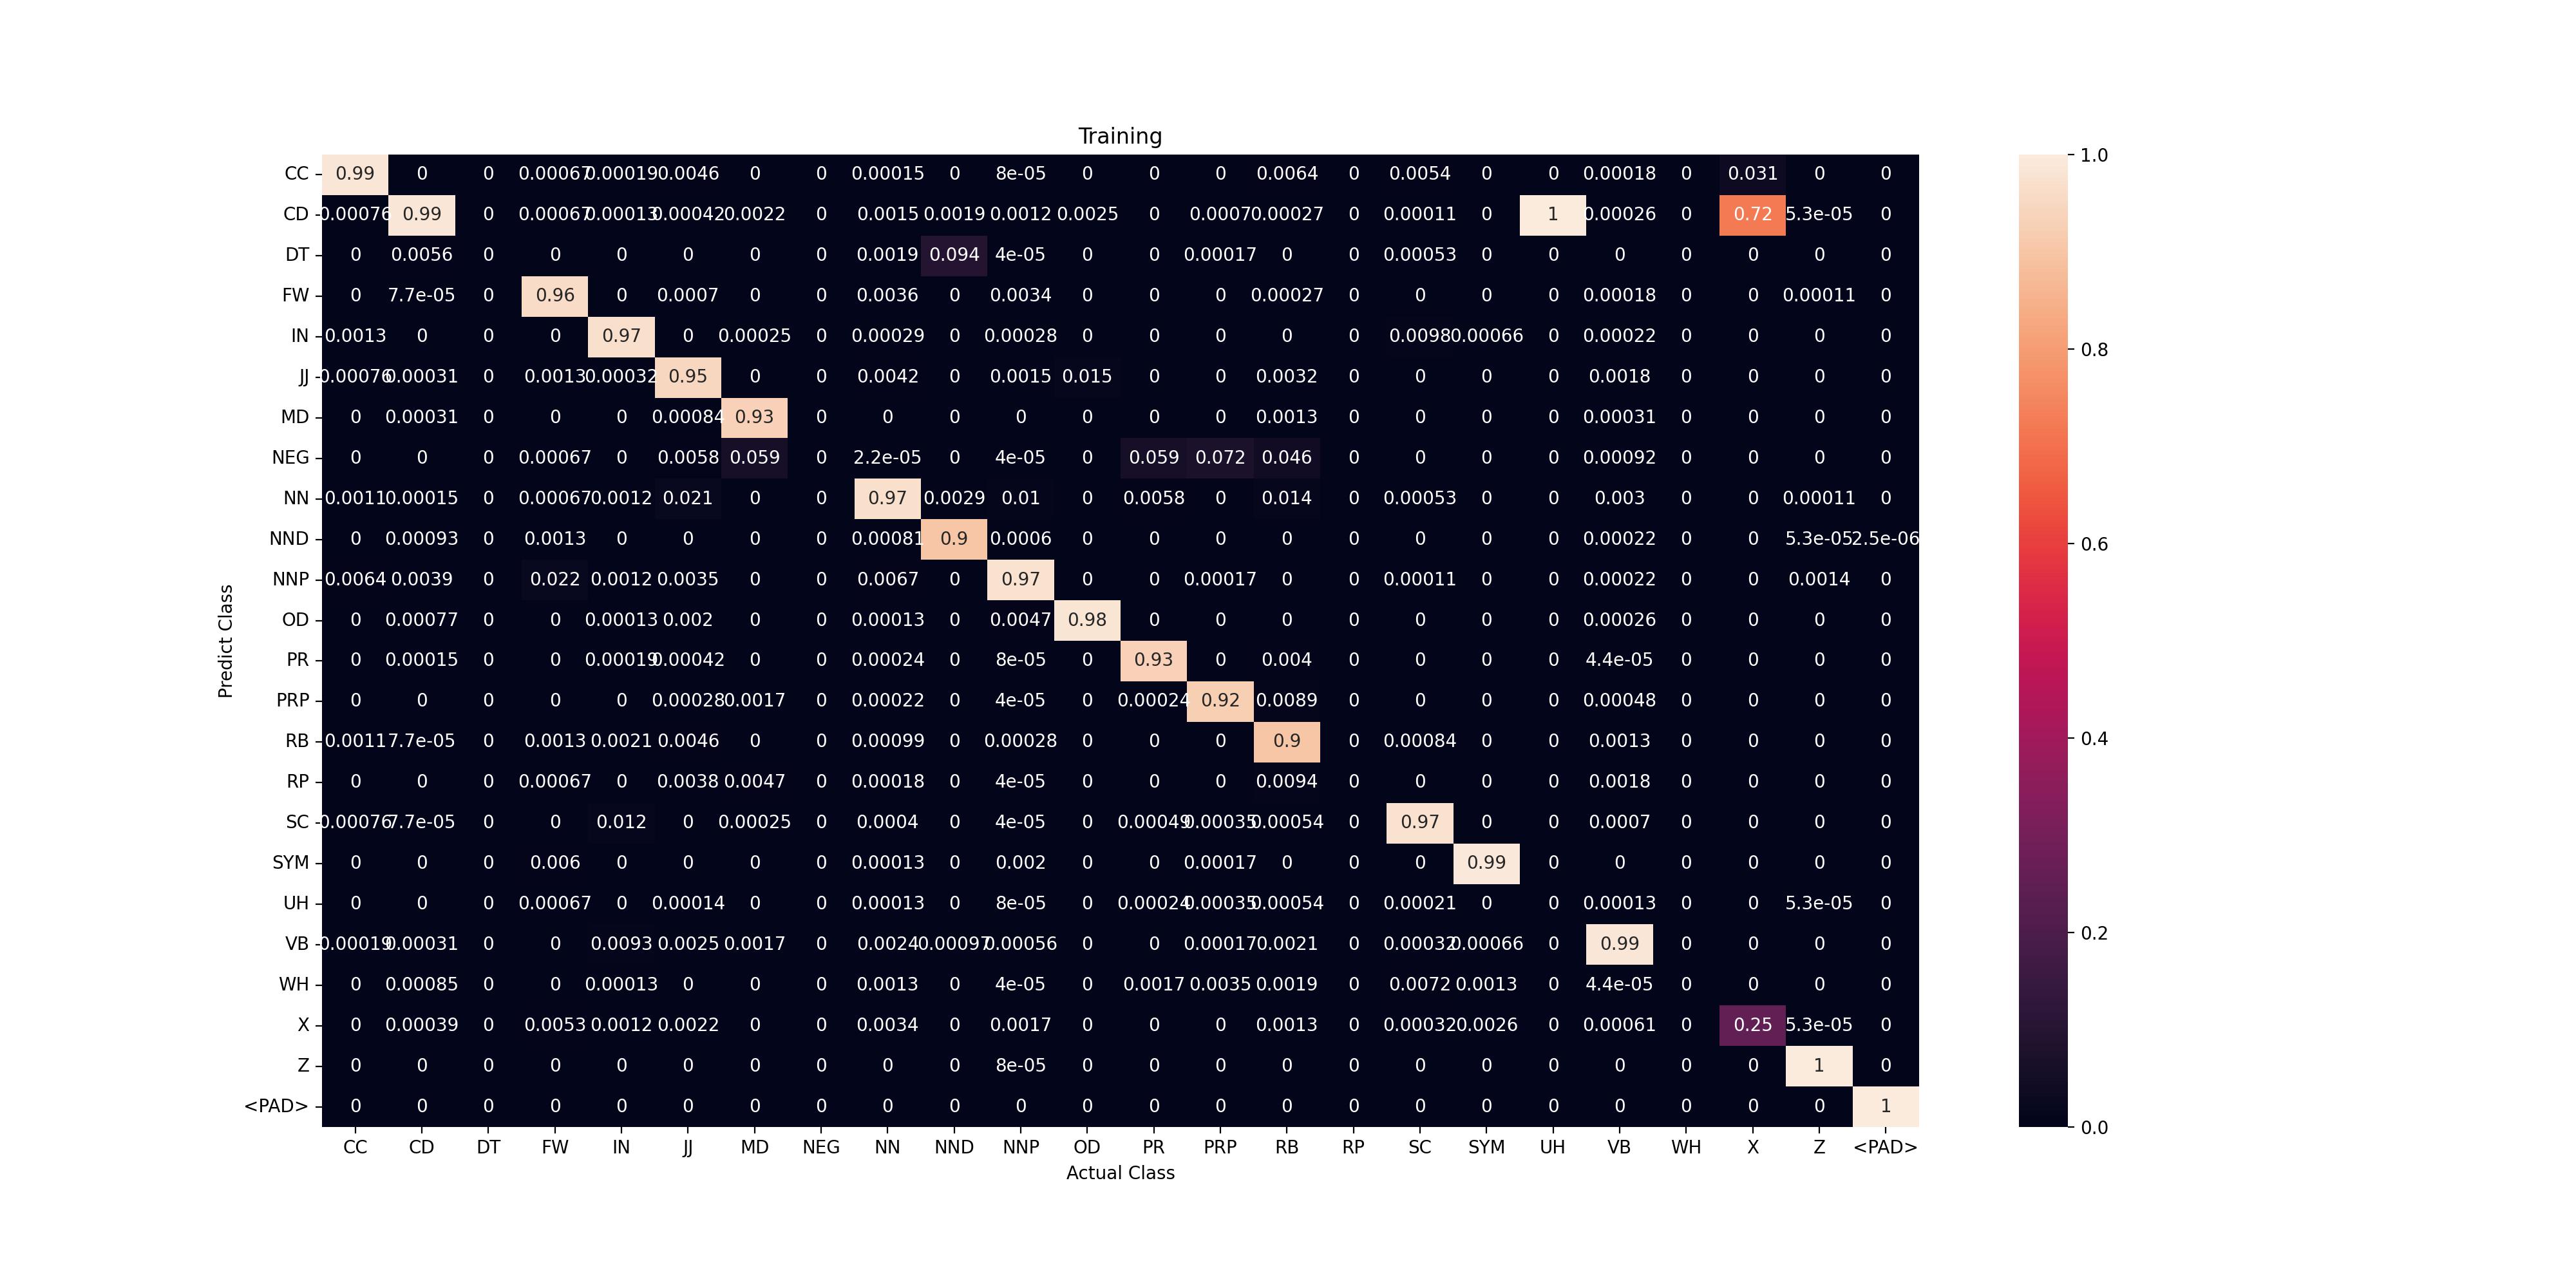 Training
CC 0.99 0 0 0.00067 0.00019 0.0046 0 0 0.00015 0 8e-05 0 0 0 0.0064 0 0.0054 0 0 0.00018 0 0.031 0 0 1.0
CD 0.00076 0.99 0 0.00067 0.00013 0.00042 0.0022 0 0.0015 0.0019 0.0012 0.0025 0 0.0007 0.00027 0 0.00011 0 1 0.00026 0 0.72 5.3e-05 0
DT 0 0.0056 0 0 0 0 0 0 0.0019 0.094 4e-05 0 0 0.00017 0 0 0.00053 0 0 0 0 0 0 0
FW 0 7.7e-05 0 0.96 0 0.0007 0 0 0.0036 0 0.0034 0 0 0 0.00027 0 0 0 0 0.00018 0 0 0.00011 0
IN 0.0013 0 0 0 0.97 0 0.00025 0 0.00029 0 0.00028 0 0 0 0 0 0.0098 0.00066 0 0.00022 0 0 0 0
0.8
JJ 0.00076 0.00031 0 0.0013 0.00032 0.95 0 0 0.0042 0 0.0015 0.015 0 0 0.0032 0 0 0 0 0.0018 0 0 0 0
MD 0 0.00031 0 0 0 0.00084 0.93 0 0 0 0 0 0 0 0.0013 0 0 0 0 0.00031 0 0 0 0
NEG 0 0 0 0.00067 0 0.0058 0.059 0 2.2e-05 0 4e-05 0 0.059 0.072 0.046 0 0 0 0 0.00092 0 0 0 0
NN 0.0011 0.00015 0 0.00067 0.0012 0.021 0 0 0.97 0.0029 0.01 0 0.0058 0 0.014 0 0.00053 0 0 0.003 0 0 0.00011 0
NND 0 0.00093 0 0.0013 0 0 0 0 0.00081 0.9 0.0006 0 0 0 0 0 0 0 0 0.00022 0 0 5.3e-05 2.5e-06
0.6
NNP 0.0064 0.0039 0 0.022 0.0012 0.0035 0 0 0.0067 0 0.97 0 0 0.00017 0 0 0.00011 0 0 0.00022 0 0 0.0014 0
OD 0 0.00077 0 0 0.00013 0.002 0 0 0.00013 0 0.0047 0.98 0 0 0 0 0 0 0 0.00026 0 0 0 0
Predict Class
PR 0 0.00015 0 0 0.00019 0.00042 0 0 0.00024 0 8e-05 0 0.93 0 0.004 0 0 0 0 4.4e-05 0 0 0 0
PRP 0 0 0 0 0 0.00028 0.0017 0 0.00022 0 4e-05 0 0.00024 0.92 0.0089 0 0 0 0 0.00048 0 0 0 0
RB 0.0011 7.7e-05 0 0.0013 0.0021 0.0046 0 0 0.00099 0 0.00028 0 0 0 0.9 0 0.00084 0 0 0.0013 0 0 0 0
0.4
RP 0 0 0 0.00067 0 0.0038 0.0047 0 0.00018 0 4e-05 0 0 0 0.0094 0 0 0 0 0.0018 0 0 0 0
SC 0.00076 7.7e-05 0 0 0.012 0 0.00025 0 0.0004 0 4e-05 0 0.00049 0.00035 0.00054 0 0.97 0 0 0.0007 0 0 0 0
SYM 0 0 0 0.006 0 0 0 0 0.00013 0 0.002 0 0 0.00017 0 0 0 0.99 0 0 0 0 0 0
UH 0 0 0 0.00067 0 0.00014 0 0 0.00013 0 8e-05 0 0.00024 0.00035 0.00054 0 0.00021 0 0 0.00013 0 0 5.3e-05 0
0.2
VB 0.00019 0.00031 0 0 0.0093 0.0025 0.0017 0 0.0024 0.00097 0.00056 0 0 0.00017 0.0021 0 0.00032 0.00066 0 0.99 0 0 0 0
WH 0 0.00085 0 0 0.00013 0 0 0 0.0013 0 4e-05 0 0.0017 0.0035 0.0019 0 0.0072 0.0013 0 4.4e-05 0 0 0 0
X 0 0.00039 0 0.0053 0.0012 0.0022 0 0 0.0034 0 0.0017 0 0 0 0.0013 0 0.00032 0.0026 0 0.00061 0 0.25 5.3e-05 0
Z 0 0 0 0 0 0 0 0 0 0 8e-05 0 0 0 0 0 0 0 0 0 0 0 1 0
<PAD> 0 0 0 0 0 0 0 0 0 0 0 0 0 0 0 0 0 0 0 0 0 0 0 1
0.0
CC CD DT FW IN JJ MD NEG NN NND NNP OD PR PRP RB RP SC SYM UH VB WH X Z <PAD>
Actual Class